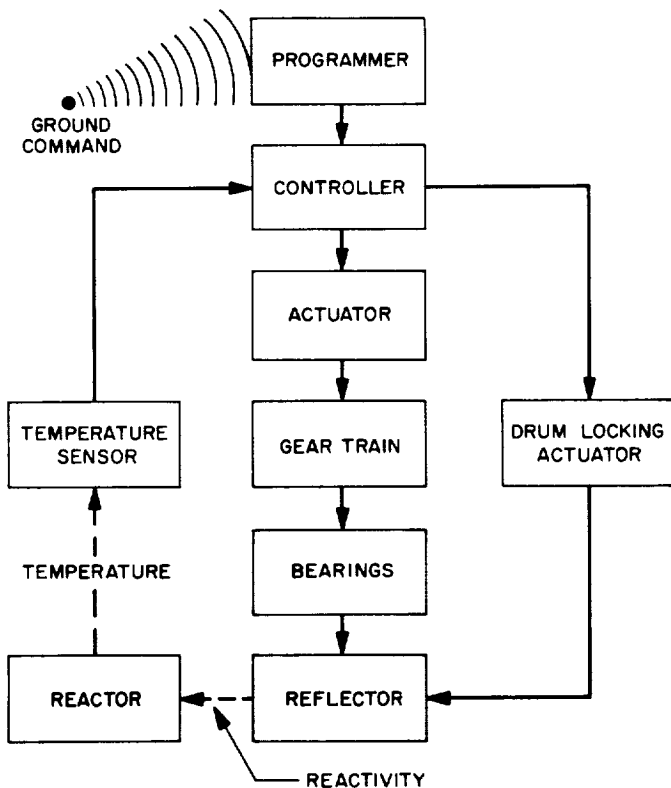 PROGRAMMER
GROUND
COMMAND
CONTROLLER
ACTUATOR
TEMPERATURE
SENSOR
GEAR TRAIN
DRUM LOCKING
ACTUATOR
TEMPERATURE
BEARINGS
REACTOR
REFLECTOR
REACTIVITY